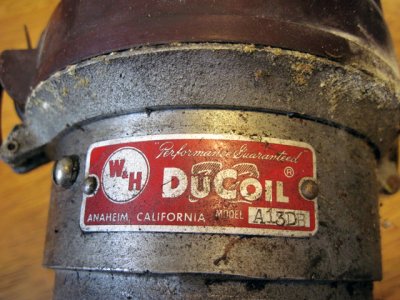 Performance Guaranteed
W&H
DUCOIL ®
ANAHEIM, CALIFORNIA MODEL A13DH